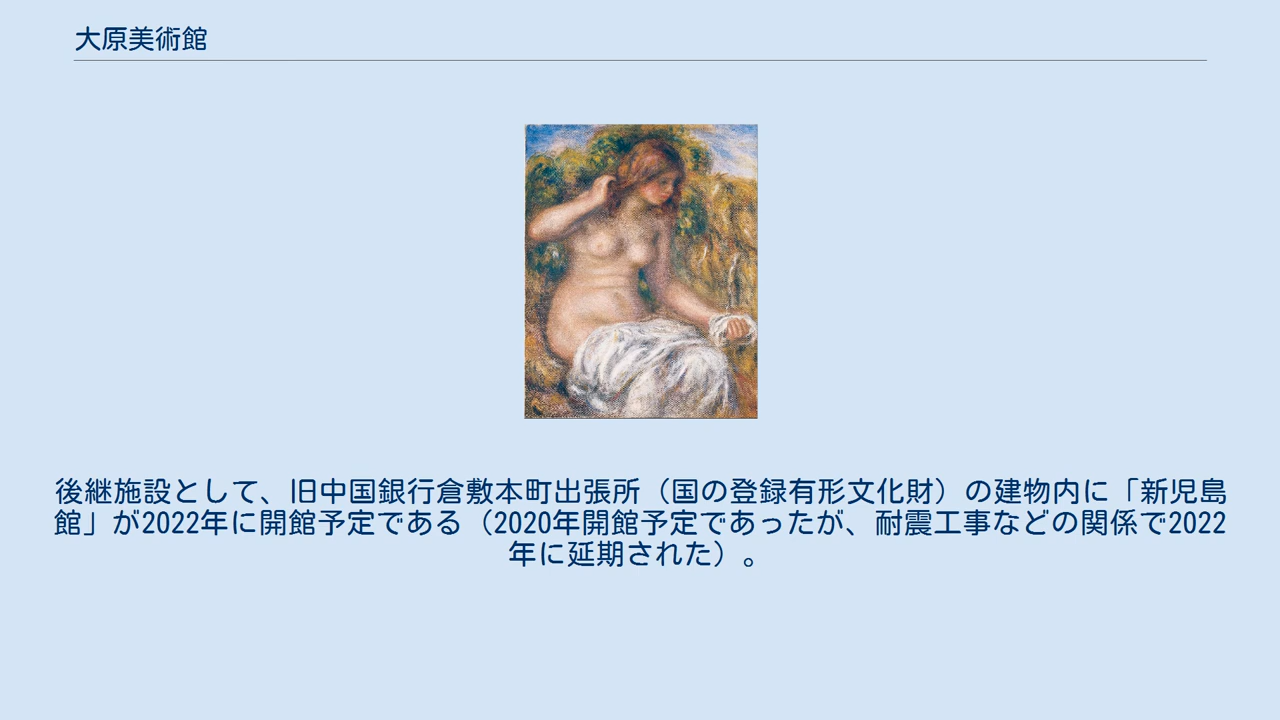 大原美術館
後継施設として、旧中国銀行倉敷本町出張所（国の登録有形文化財）の建物内に「新児島
館」が2022年に開館予定である（2020年開館予定であったが、耐震工事などの関係で2022
年に延期された）。